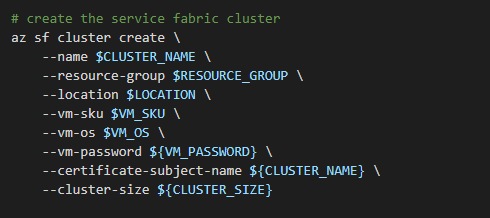 # create the service fabric cluster
az sf cluster create \
    --name $CLUSTER_NAME \
    --resource-group $RESOURCE_GROUP \
    --location $LOCATION \
    --vm-sku $VM_SKU \
    --vm-os $VM_OS \
    --vm-password ${VM_PASSWORD} \
    --certificate-subject-name ${CLUSTER_NAME} \
    --cluster-size ${CLUSTER_SIZE}